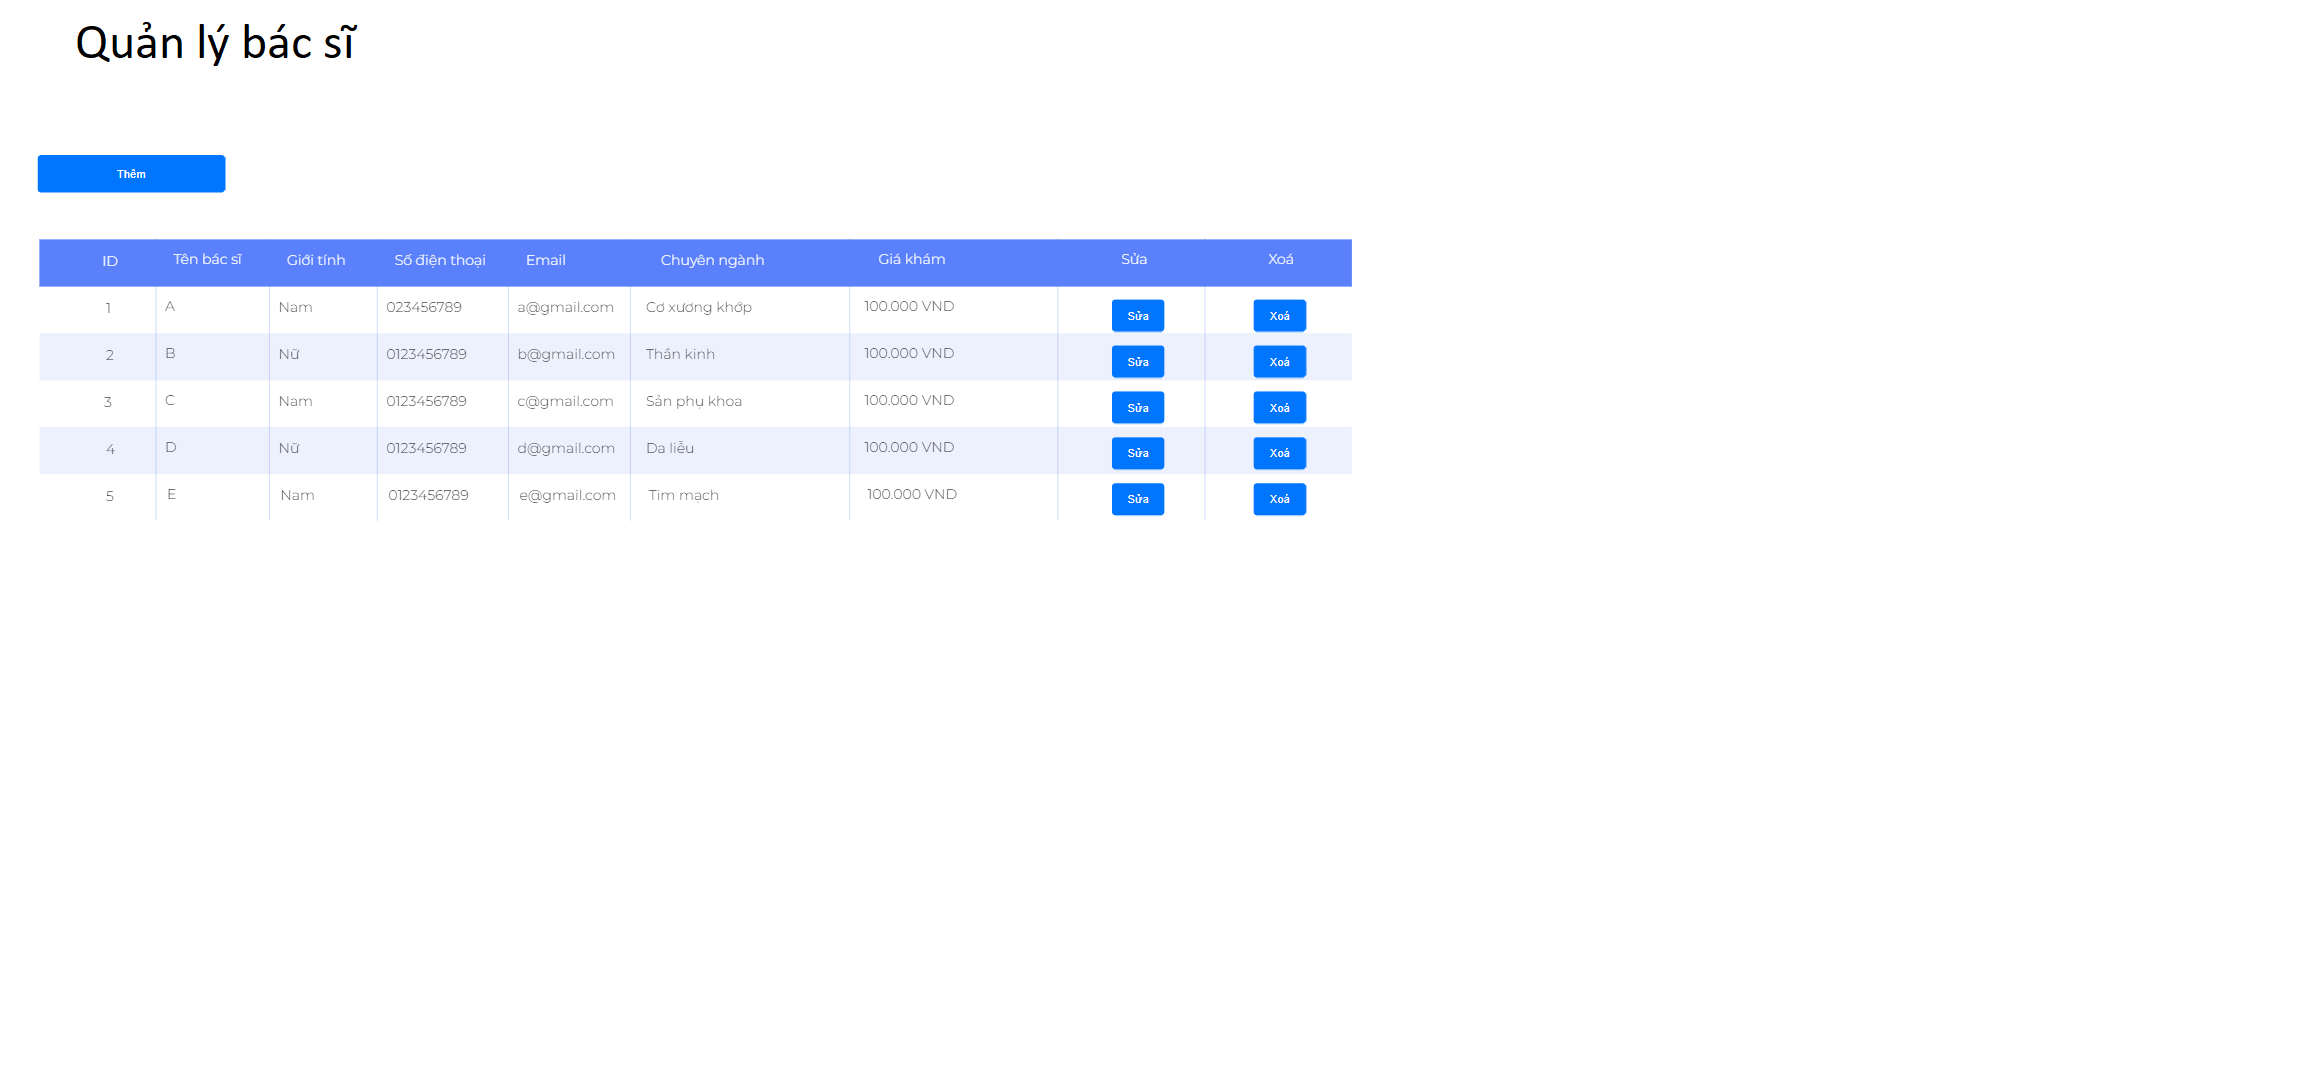 Quản lý bác sĩ
Thêm
ID Tên bác sĩ Giới tính Số điện thoại Email Chuyên ngành Giá khám Sửa Xoá
1 A Nam 023456789 a@gmail.com Cơ xương khớp 100.000 VND Sửa Xoá
2 B Nữ 0123456789 b@gmail.com Thần kinh 100.000 VND Sửa Xoá
3 C Nam 0123456789 c@gmail.com Sản phụ khoa 100.000 VND Sửa Xoá
4 D Nữ 0123456789 d@gmail.com Da liễu 100.000 VND Sửa Xoá
5 E Nam 0123456789 e@gmail.com Tim mạch 100.000 VND Sửa Xoá